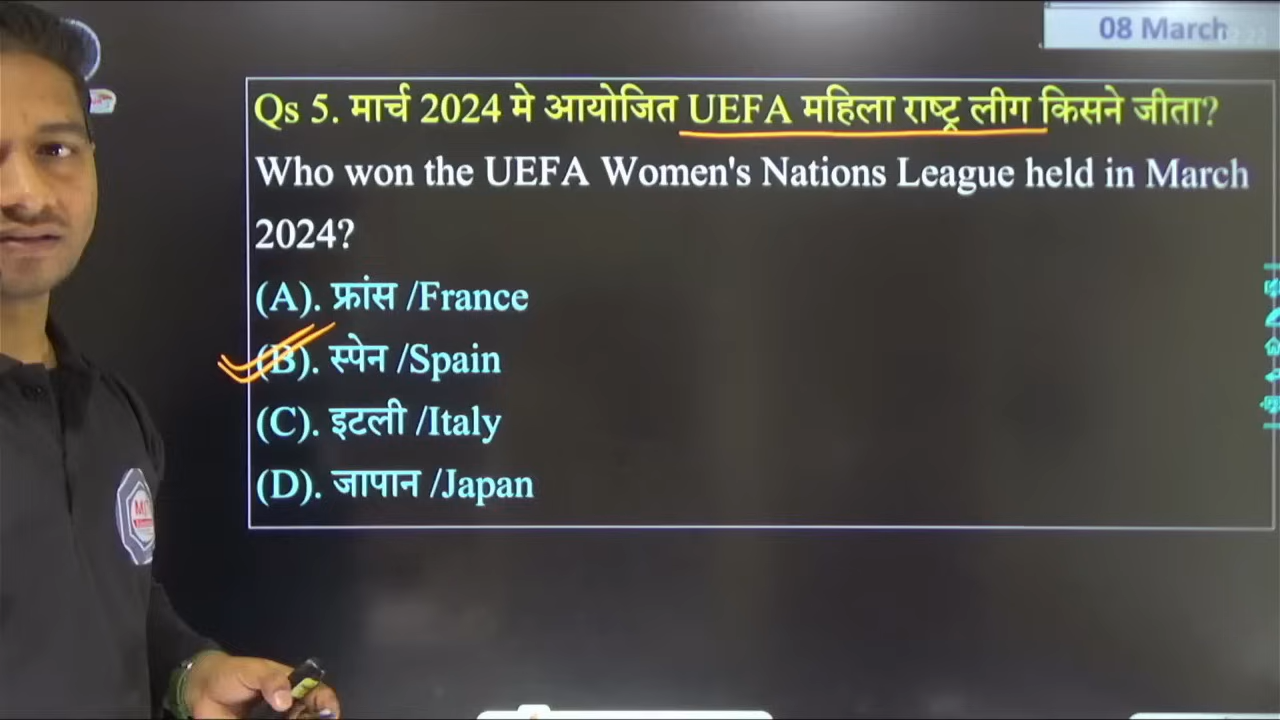 08 March
Qs 5. मार्च 2024 मे आयोजित UEFA महिला राष्ट्र लीग किसने जीता?
Who won the UEFA Women's Nations League held in March
2024?
(A). फ्रांस /France
(B). स्पेन /Spain
(C). इटली /Italy
(D). जापान /Japan